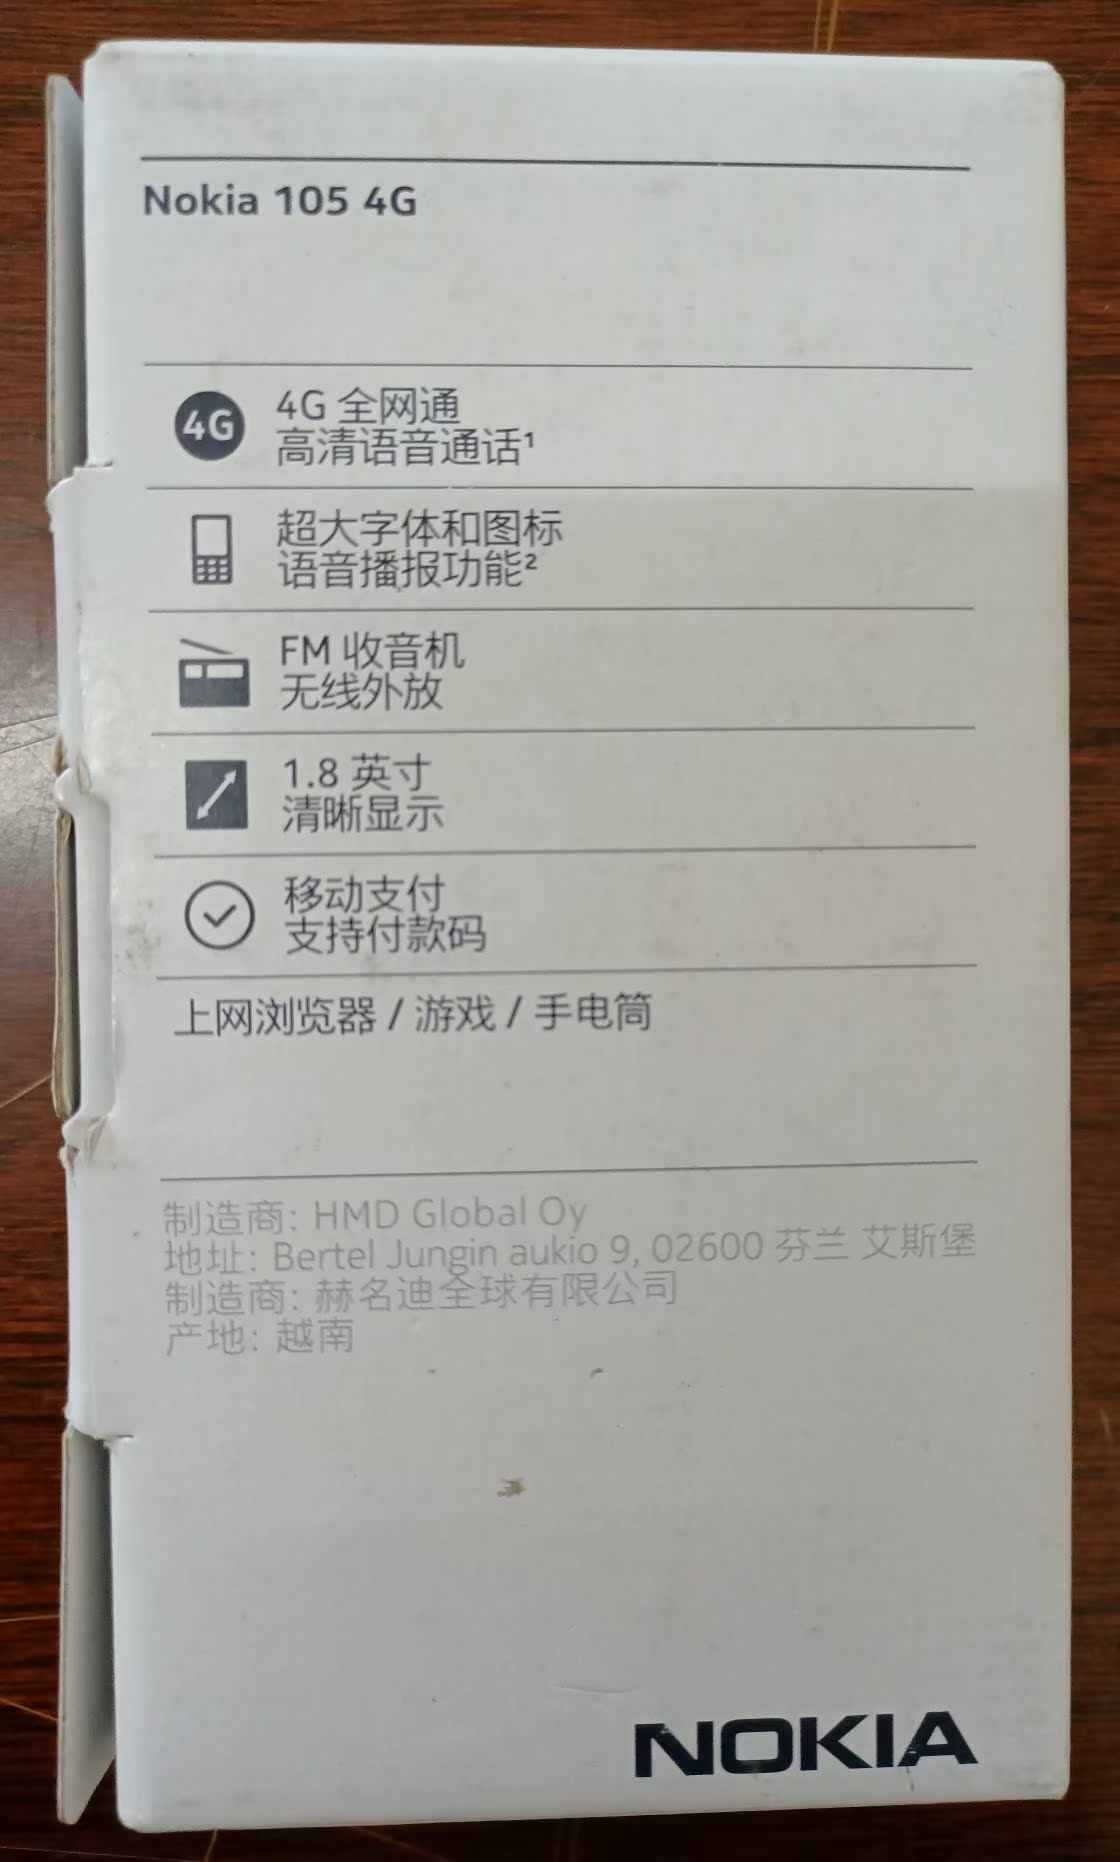 Nokia 105 4G
4G
4G 全网通
高清语音通话¹
超大字体和图标
语音播报功能²
FM 收音机
无线外放
1.8 英寸
清晰显示
移动支付
支持付款码
上网浏览器 / 游戏 / 手电筒
制造商: HMD Global Oy
地址: Bertel Jungin aukio 9, 02600 芬兰 艾斯堡
制造商: 赫名迪全球有限公司
产地: 越南
NOKIA